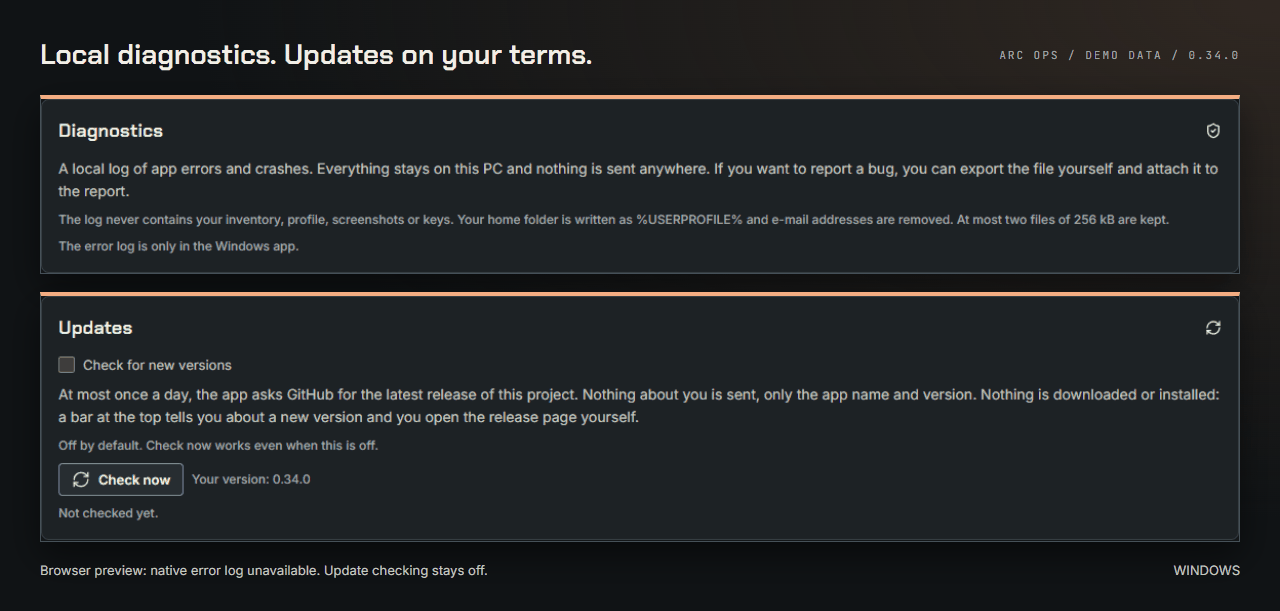 Local diagnostics. Updates on your terms.
ARC OPS / DEMO DATA / 0.34.0
Diagnostics
A local log of app errors and crashes. Everything stays on this PC and nothing is sent anywhere. If you want to report a bug, you can export the file yourself and attach it to
the report.
The log never contains your inventory, profile, screenshots or keys. Your home folder is written as %USERPROFILE% and e-mail addresses are removed. At most two files of 256 kB are kept.
The error log is only in the Windows app.
Updates
Check for new versions
At most once a day, the app asks GitHub for the latest release of this project. Nothing about you is sent, only the app name and version. Nothing is downloaded or installed:
a bar at the top tells you about a new version and you open the release page yourself.
Off by default. Check now works even when this is off.
Check now
Your version: 0.34.0
Not checked yet.
Browser preview: native error log unavailable. Update checking stays off.
WINDOWS